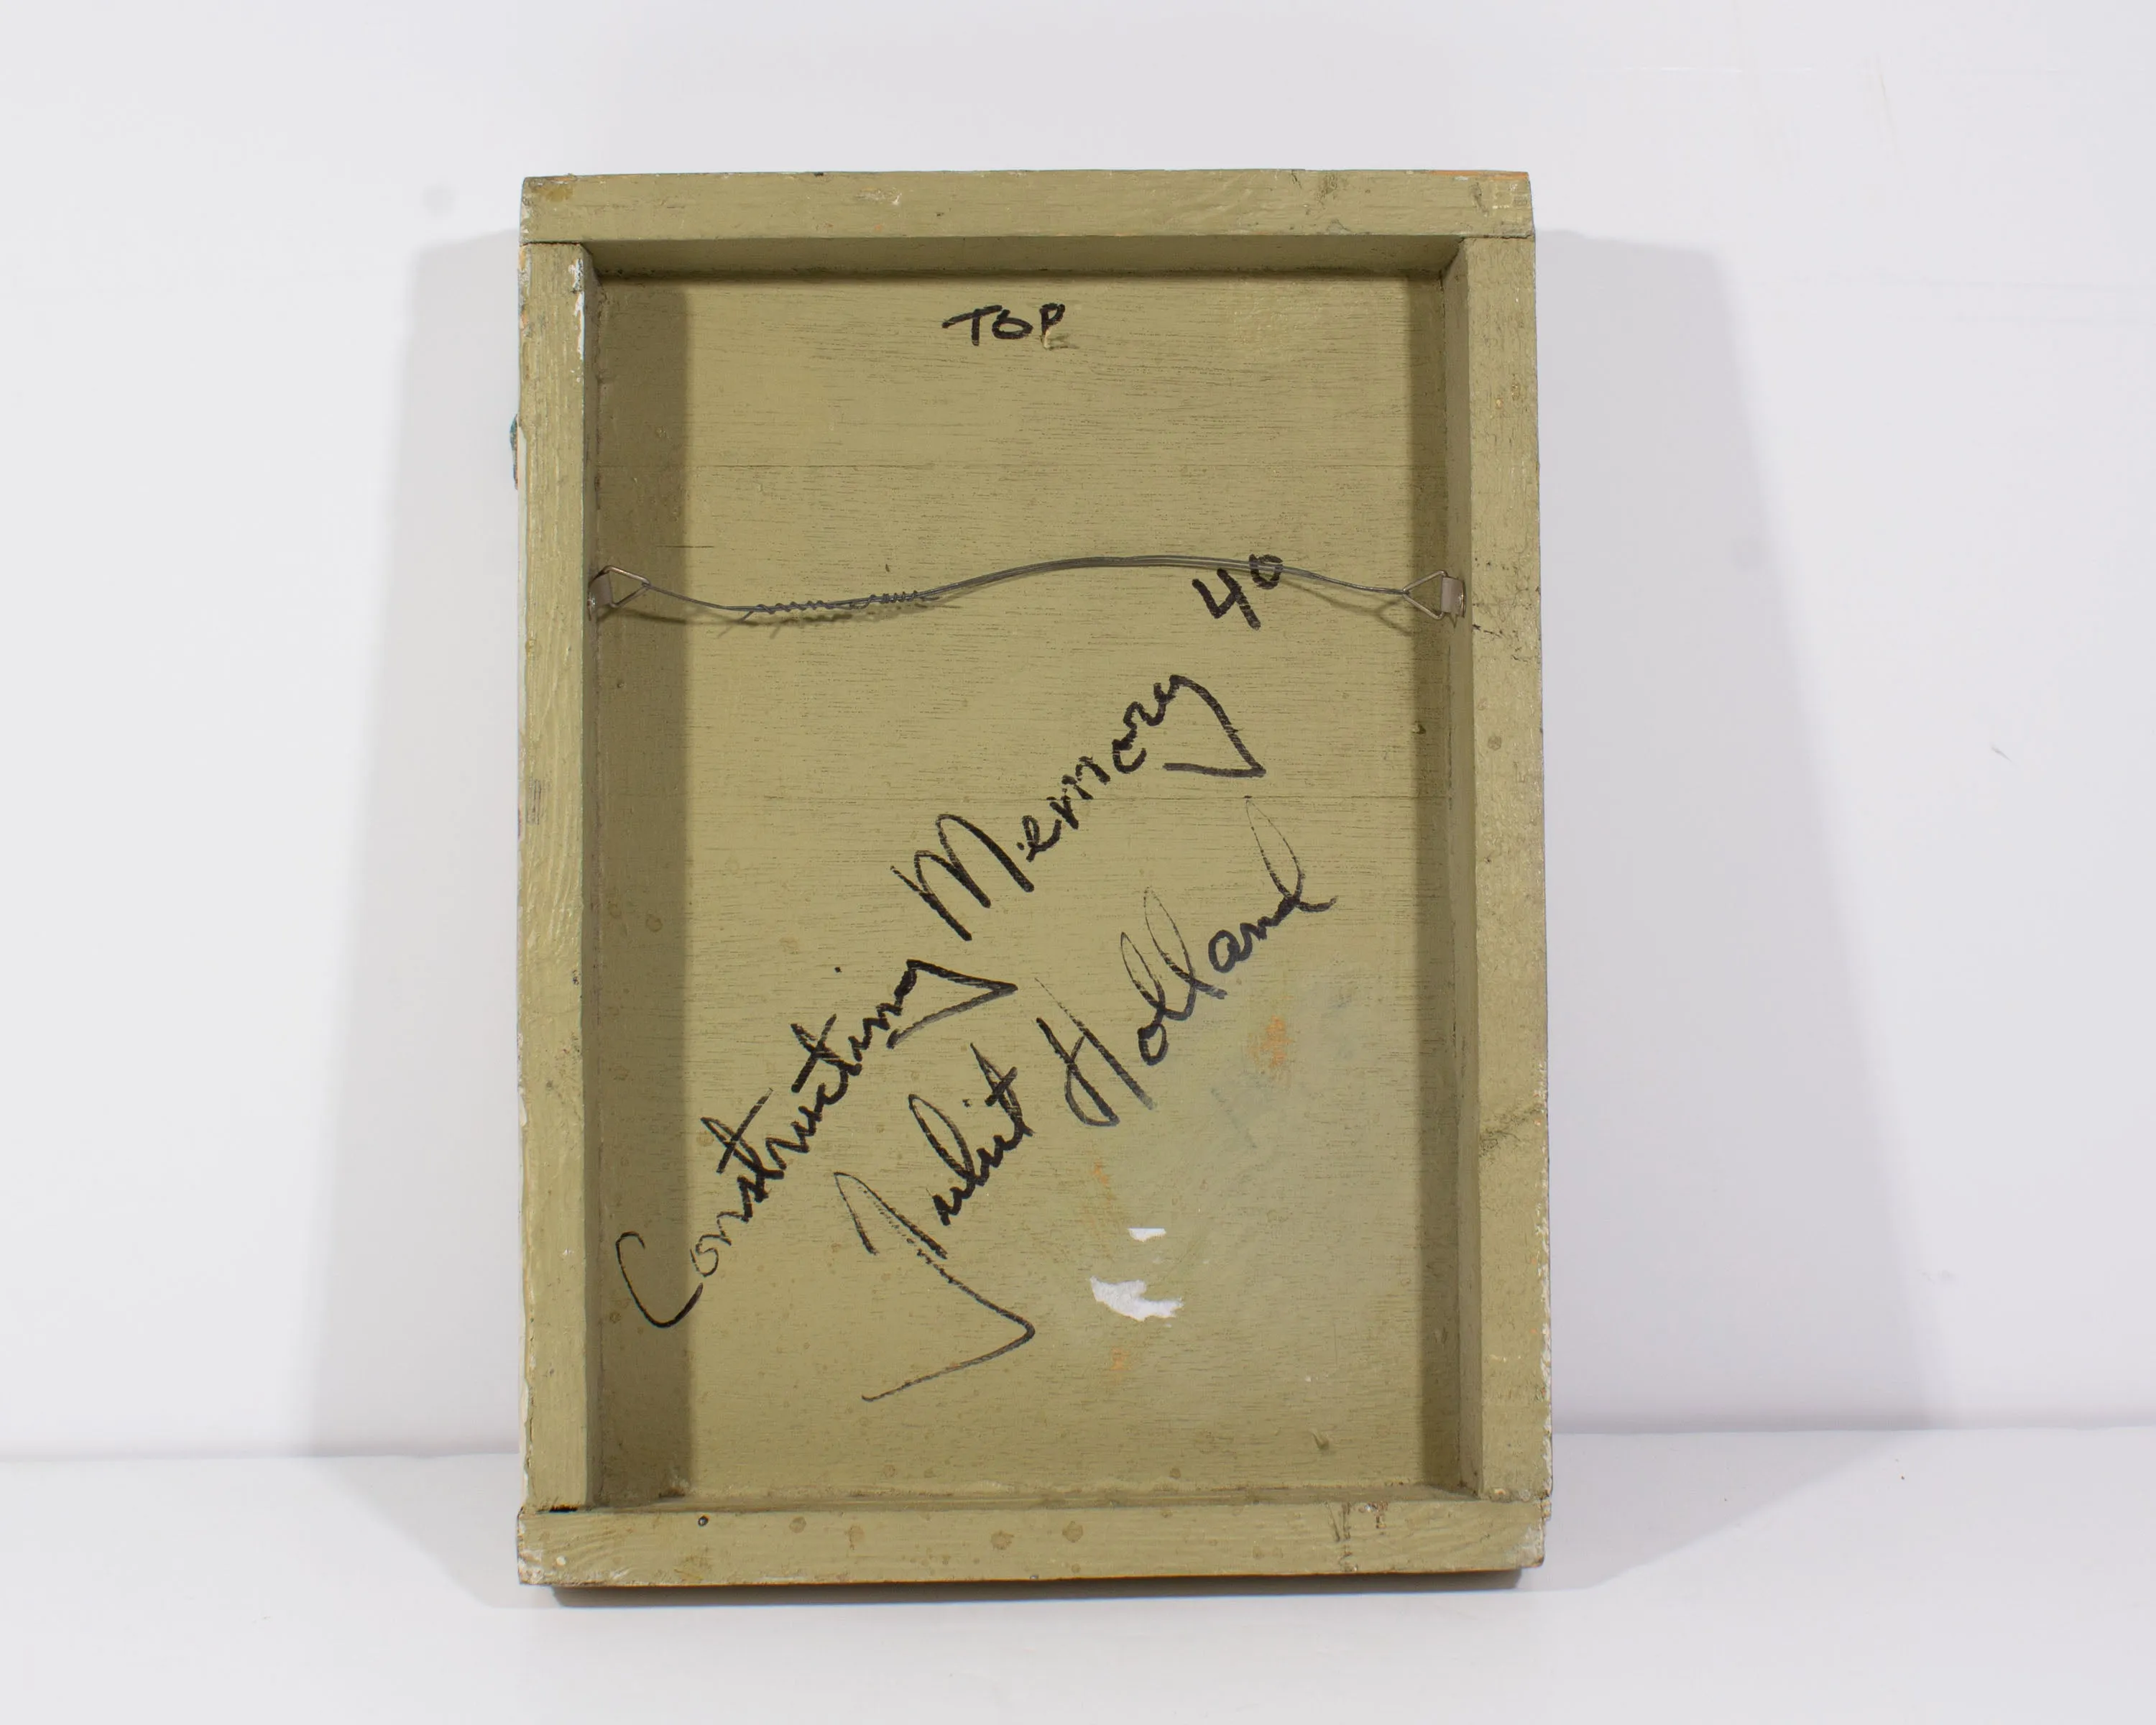 TOP
40
Constructing Memory
Juliet Holland